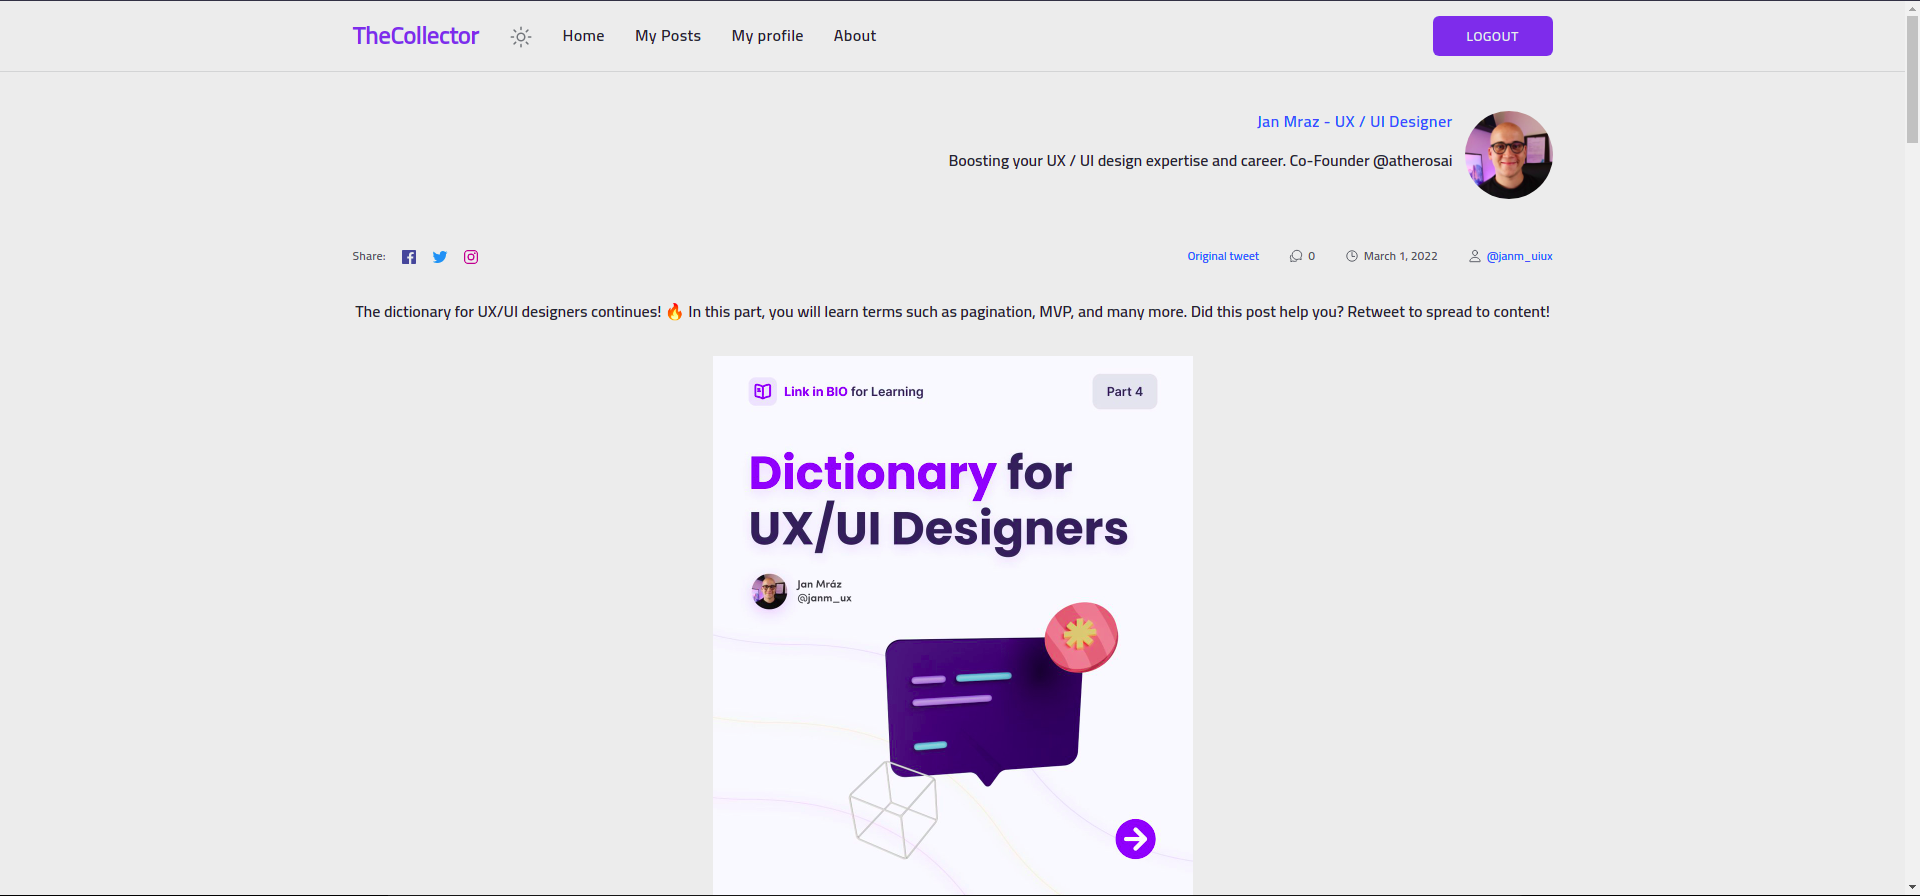 TheCollector Home My Posts My profile About LOGOUT
Jan Mraz - UX / UI Designer
Boosting your UX / UI design expertise and career. Co-Founder @atherosai
Share: Original tweet 0 March 1, 2022 @janm_uiux
The dictionary for UX/UI designers continues! 🔥 In this part, you will learn terms such as pagination, MVP, and many more. Did this post help you? Retweet to spread to content!
Link in BIO for Learning Part 4
Dictionary for
UX/UI Designers
Jan Mráz
@janm_ux